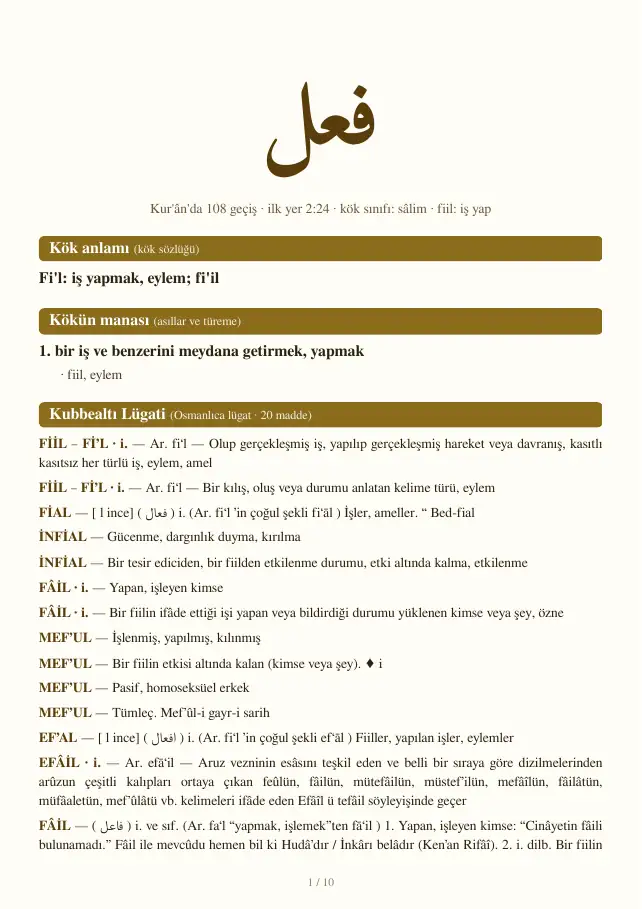 فعل
Kur'ân'da 108 geçiş · ilk yer 2:24 · kök sınıfı: sâlim · fiil: iş yap
Kök anlamı (kök sözlüğü)
Fi'l: iş yapmak, eylem; fi'il
Kökün manası (asıllar ve türeme)
1. bir iş ve benzerini meydana getirmek, yapmak
· fiil, eylem
Kubbealtı Lügati (Osmanlıca lügat · 20 madde)
FİİL – Fİ’L · i. — Ar. fi‘l — Olup gerçekleşmiş iş, yapılıp gerçekleşmiş hareket veya davranış, kasıtlı
kasıtsız her türlü iş, eylem, amel
FİİL – Fİ’L · i. — Ar. fi‘l — Bir kılış, oluş veya durumu anlatan kelime türü, eylem
FİAL — [ l ince] ( فعال ) i. (Ar. fi‘l ’in çoğul şekli fi‘āl ) İşler, ameller. “ Bed-fial
İNFİAL — Gücenme, dargınlık duyma, kırılma
İNFİAL — Bir tesir ediciden, bir fiilden etkilenme durumu, etki altında kalma, etkilenme
FÂİL · i. — Yapan, işleyen kimse
FÂİL · i. — Bir fiilin ifâde ettiği işi yapan veya bildirdiği durumu yüklenen kimse veya şey, özne
MEF’UL — İşlenmiş, yapılmış, kılınmış
MEF’UL — Bir fiilin etkisi altında kalan (kimse veya şey). ♦ i
MEF’UL — Pasif, homoseksüel erkek
MEF’UL — Tümleç. Mef’ûl-i gayr-i sarih
EF’AL — [ l ince] ( افعال ) i. (Ar. fi‘l ’in çoğul şekli ef‘āl ) Fiiller, yapılan işler, eylemler
EFÂİL · i. — Ar. efā‘il — Aruz vezninin esâsını teşkil eden ve belli bir sıraya göre dizilmelerinden
arûzun çeşitli kalıpları ortaya çıkan feûlün, fâilün, mütefâilün, müstef’ilün, mefâîlün, fâilâtün,
müfâaletün, mef’ûlâtü vb. kelimeleri ifâde eden Efâîl ü tefâil söyleyişinde geçer
FÂİL — ( فاعل ) i. ve sıf. (Ar. fa‘l “yapmak, işlemek”ten fā‘il ) 1. Yapan, işleyen kimse: “Cinâyetin fâili
bulunamadı.” Fâil ile mevcûdu hemen bil ki Hudâ’dır / İnkârı belâdır (Ken’an Rifâî). 2. i. dilb. Bir fiilin
1 / 10